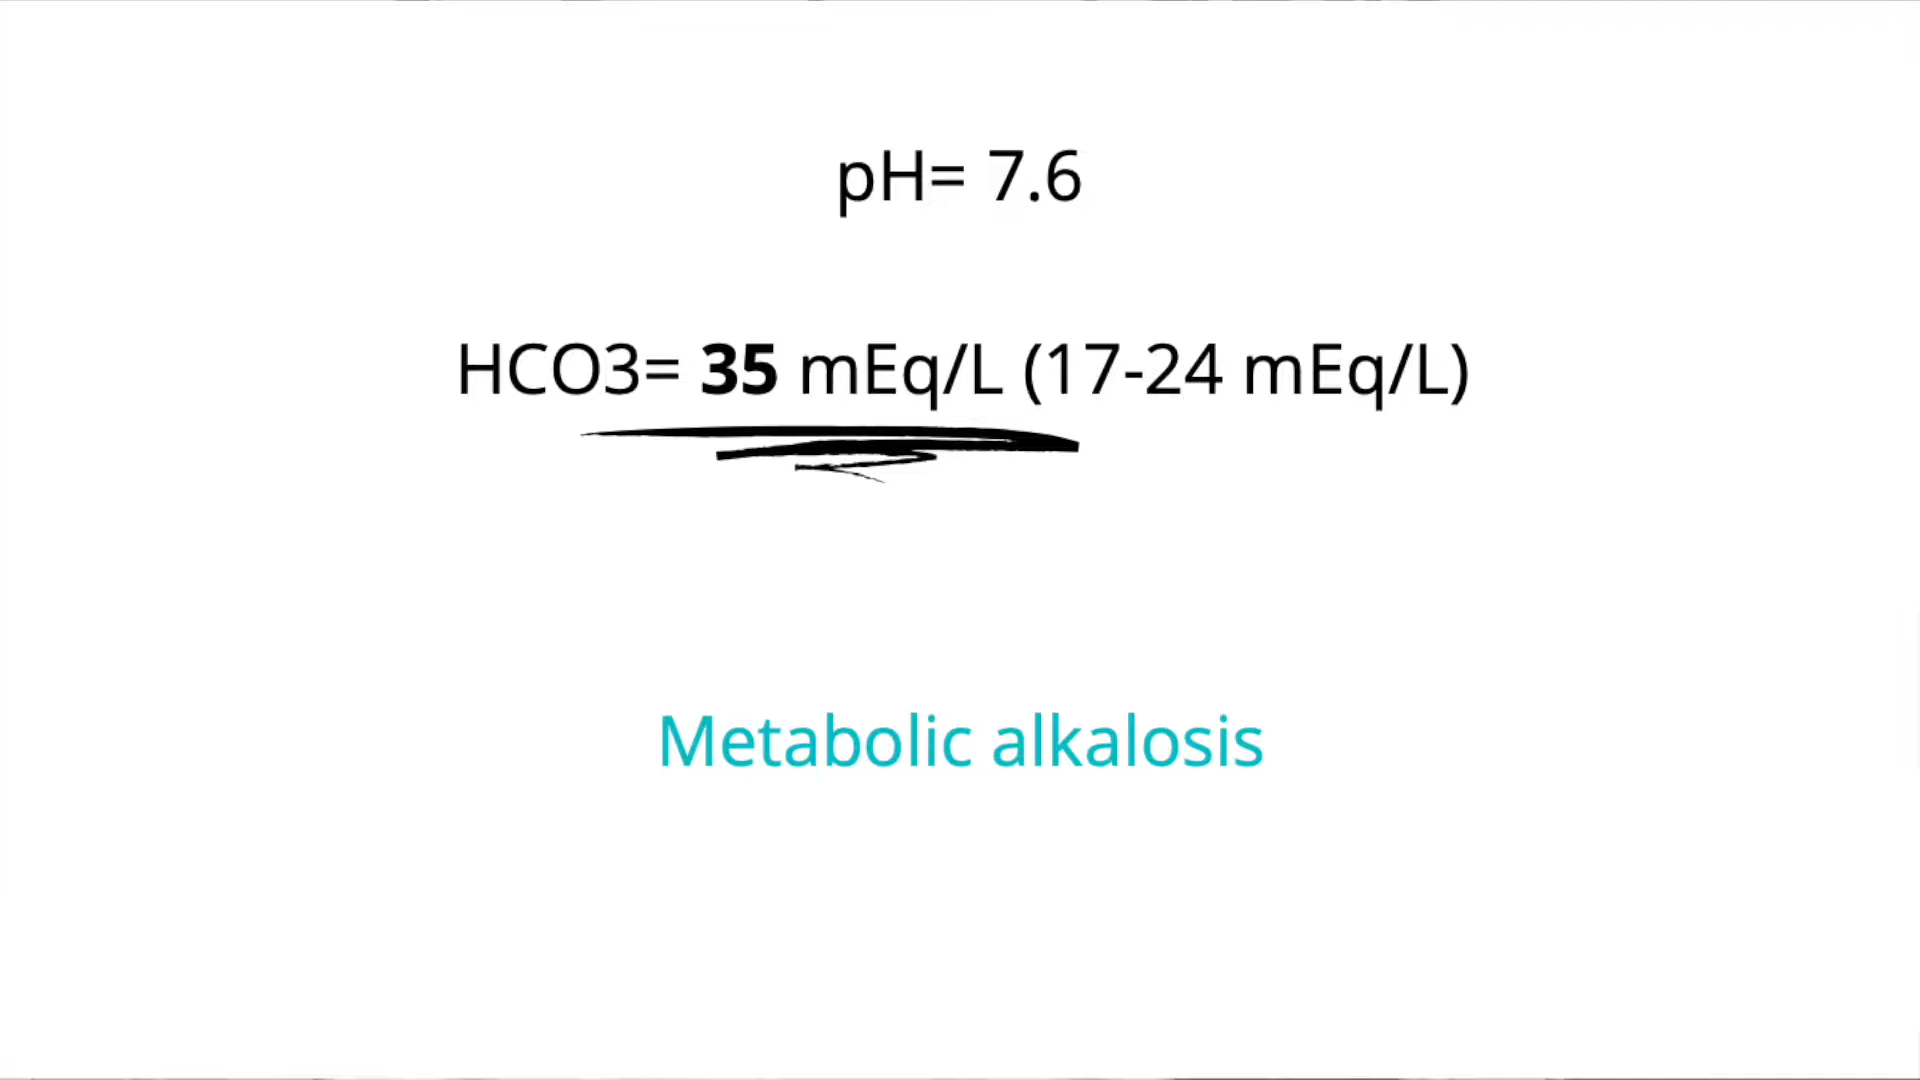 pH= 7.6
HCO3= 35 mEq/L (17-24 mEq/L)
Metabolic alkalosis